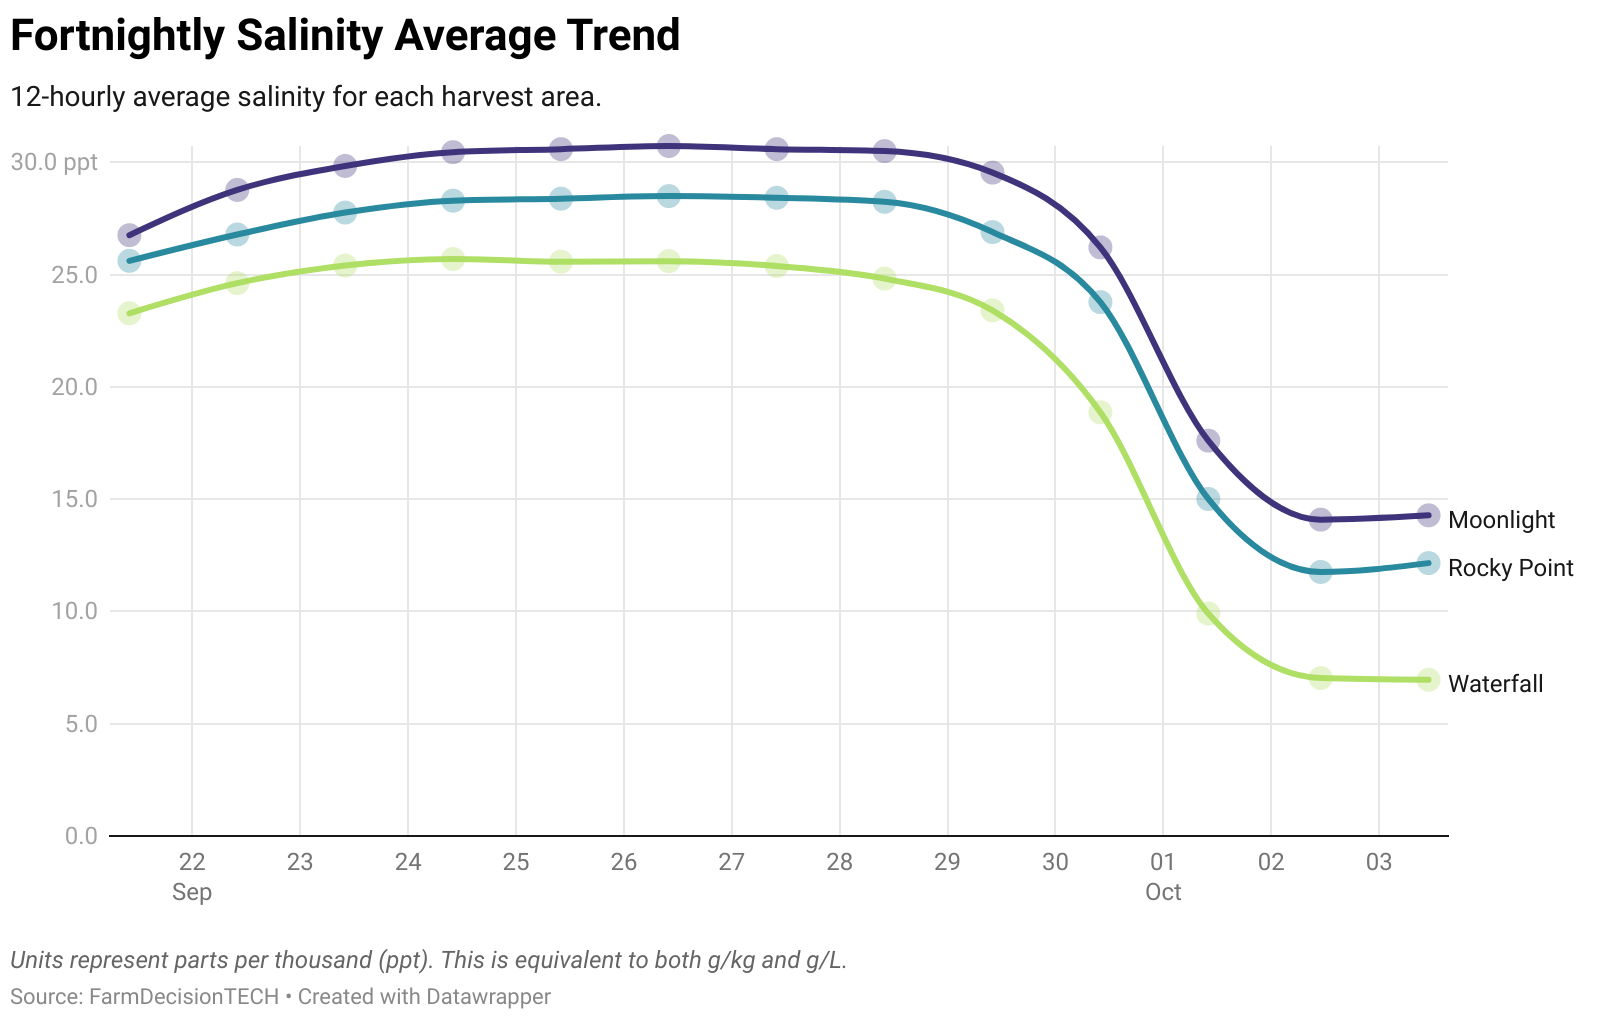 Fortnightly Salinity Average Trend
12-hourly average salinity for each harvest area.
30.0 ppt
25.0
20.0
15.0
10.0
5.0
0.0
Moonlight
Rocky Point
Waterfall
22 23 24 25 26 27 28 29 30 01 02 03
Sep Oct
Units represent parts per thousand (ppt). This is equivalent to both g/kg and g/L.
Source: FarmDecisionTECH • Created with Datawrapper